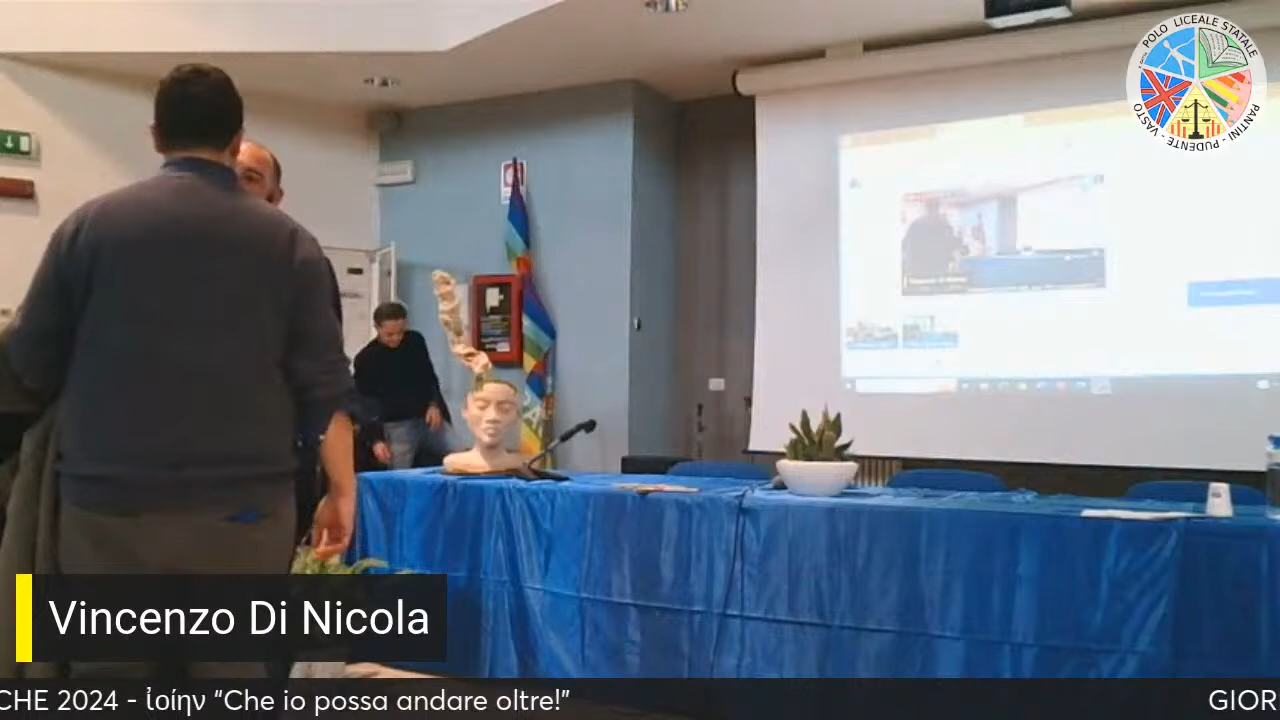 POLO LICEALE STATALE
PANTINI - PUDENTE - VASTO
Vincenzo Di Nicola
CHE 2024 - ἰοίην “Che io possa andare oltre!”
GIOR